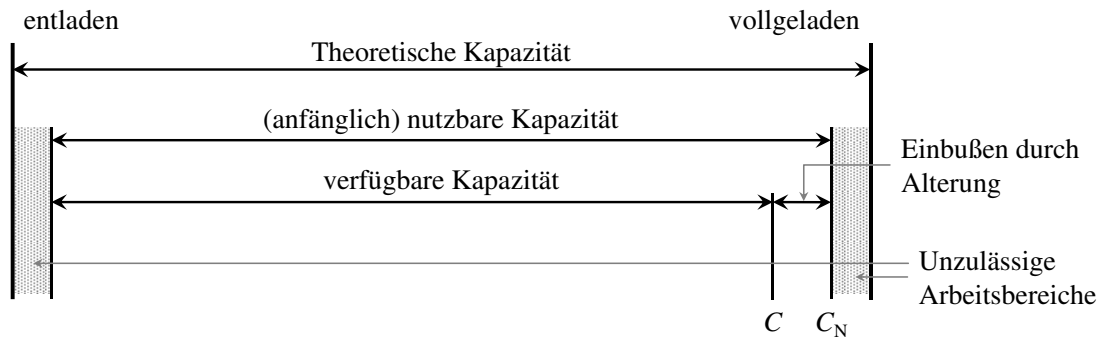 entladen
vollgeladen
Theoretische Kapazität
(anfänglich) nutzbare Kapazität
Einbußen durch
Alterung
verfügbare Kapazität
Unzulässige
Arbeitsbereiche
C
C_N